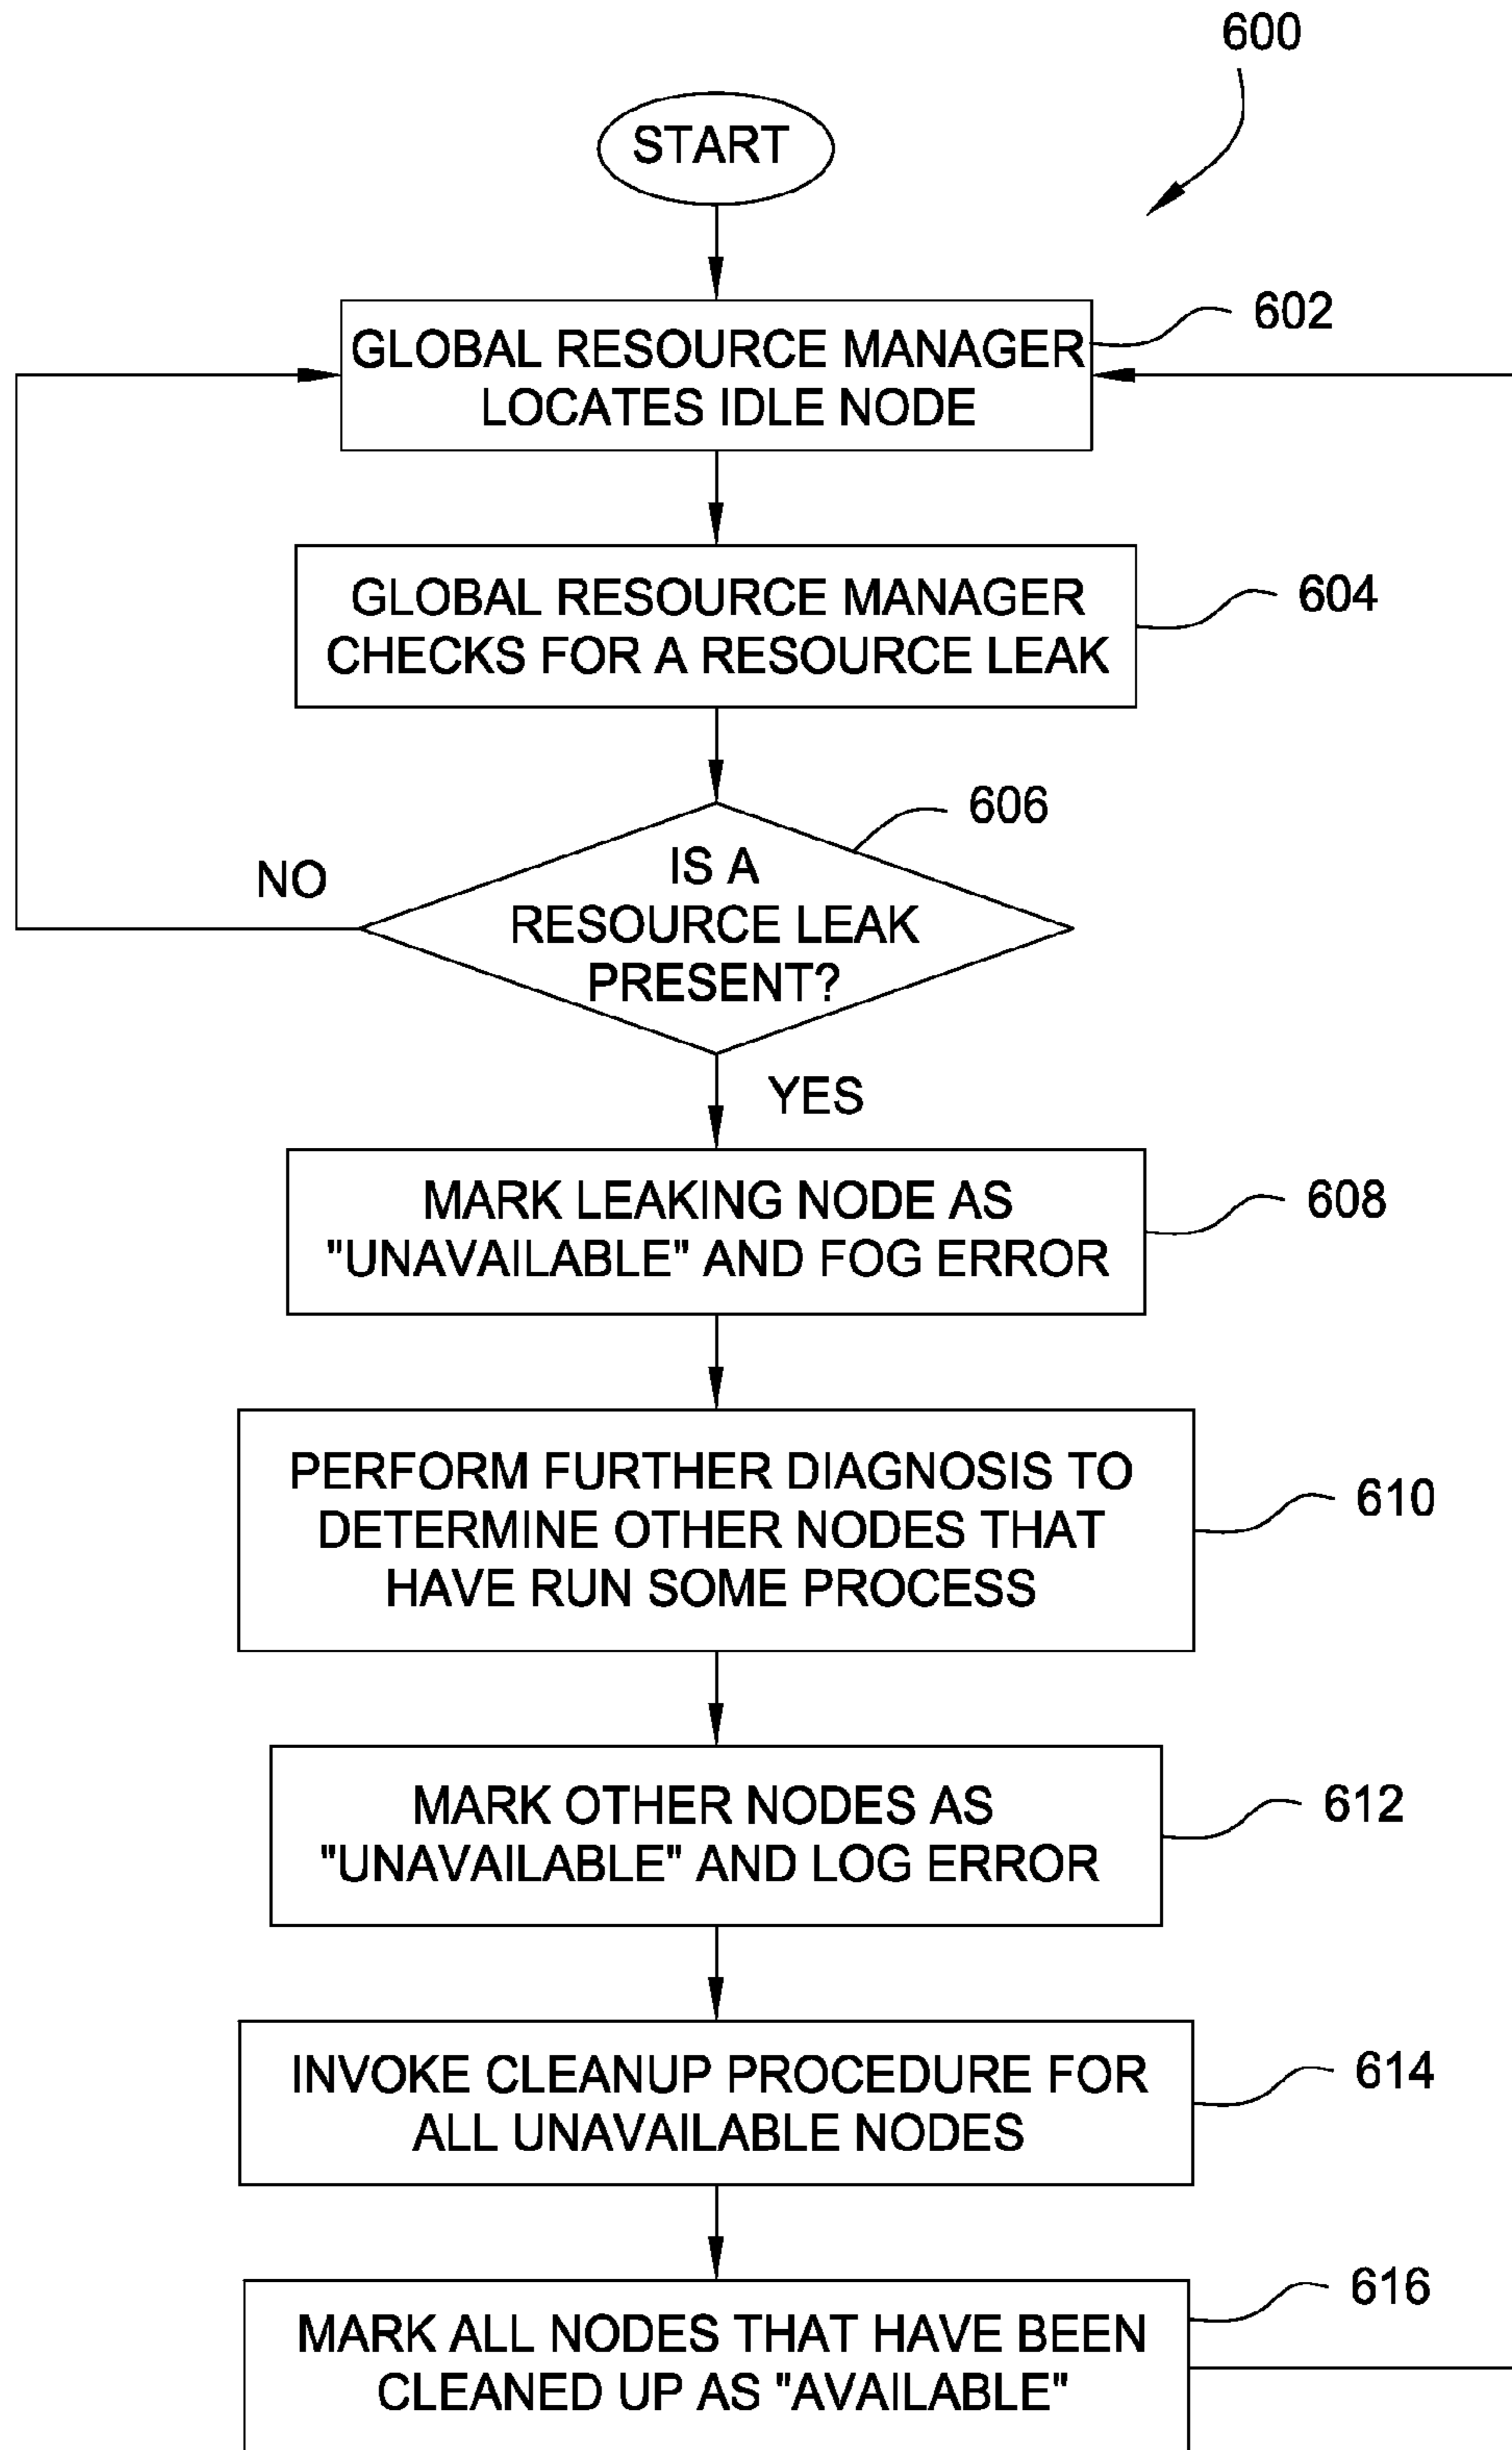 600
START
GLOBAL RESOURCE MANAGER
LOCATES IDLE NODE
602
GLOBAL RESOURCE MANAGER
CHECKS FOR A RESOURCE LEAK
604
606
IS A
RESOURCE LEAK
PRESENT?
NO
YES
MARK LEAKING NODE AS
"UNAVAILABLE" AND FOG ERROR
608
PERFORM FURTHER DIAGNOSIS TO
DETERMINE OTHER NODES THAT
HAVE RUN SOME PROCESS
610
MARK OTHER NODES AS
"UNAVAILABLE" AND LOG ERROR
612
INVOKE CLEANUP PROCEDURE FOR
ALL UNAVAILABLE NODES
614
MARK ALL NODES THAT HAVE BEEN
CLEANED UP AS "AVAILABLE"
616